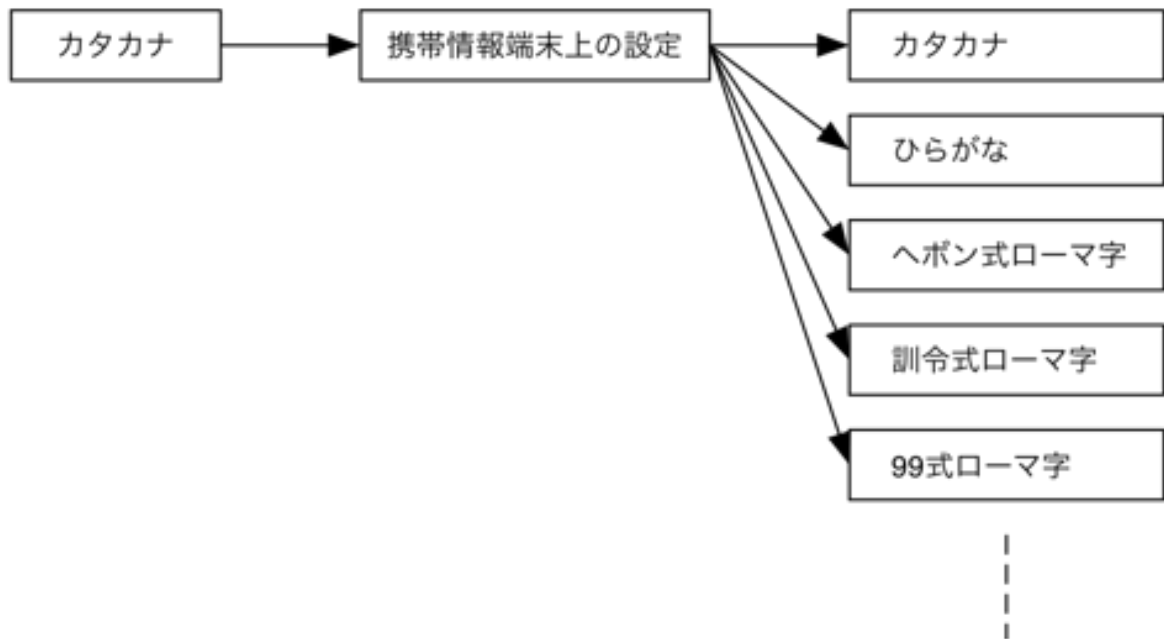 カタカナ
携帯情報端末上の設定
カタカナ
ひらがな
ヘボン式ローマ字
訓令式ローマ字
99式ローマ字